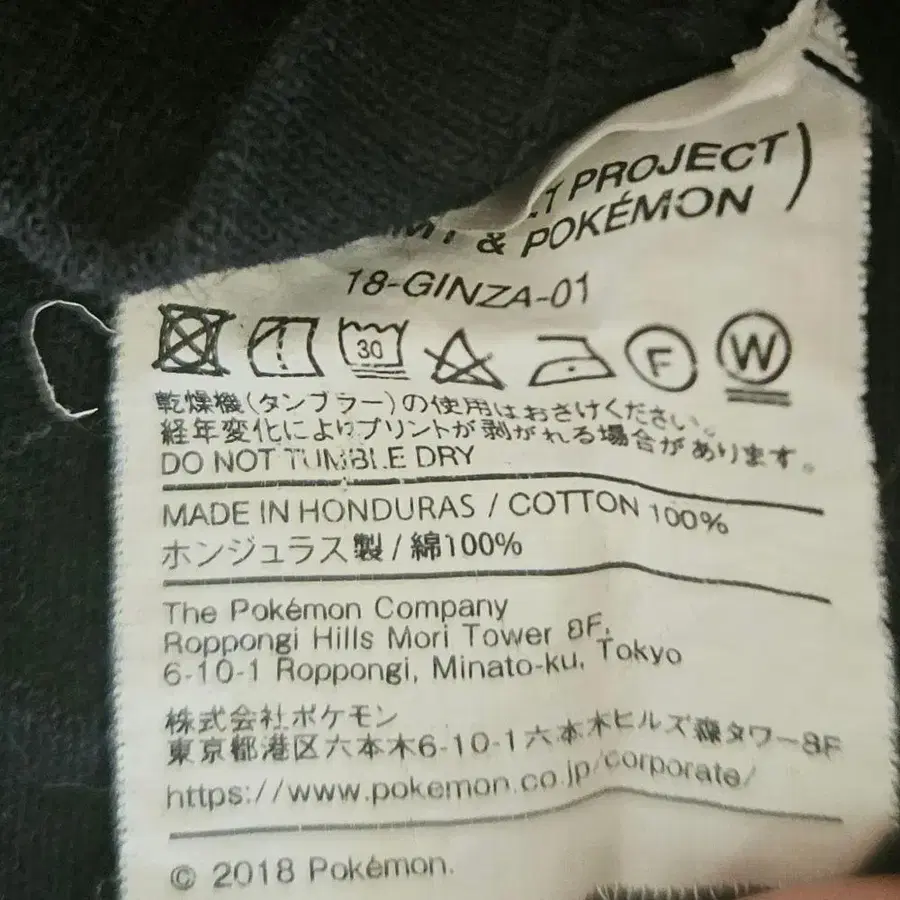 PROJECT)
& POKÉMON
18-GINZA-01
30
F
W
乾燥機(タンブラー)の使用はおさけください。
経年変化によりプリントが剥がれる場合があります。
DO NOT TUMBLE DRY
MADE IN HONDURAS / COTTON 100%
ホンジュラス製 / 綿100%
The Pokémon Company
Roppongi Hills Mori Tower 8F,
6-10-1 Roppongi, Minato-ku, Tokyo
株式会社ポケモン
東京都港区六本木6-10-1六本木ヒルズ森タワー8F
https://www.pokemon.co.jp/corporate/
© 2018 Pokémon.